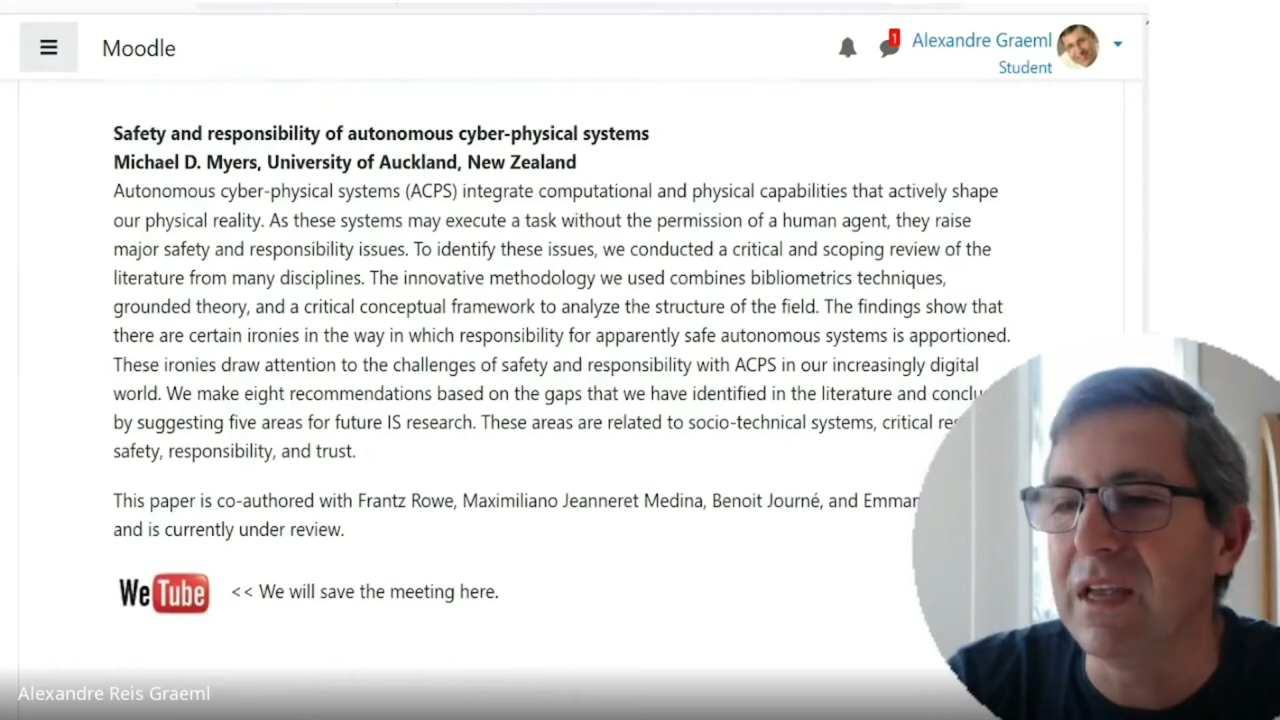 Moodle
1
Alexandre Graeml
Student
Safety and responsibility of autonomous cyber-physical systems
Michael D. Myers, University of Auckland, New Zealand
Autonomous cyber-physical systems (ACPS) integrate computational and physical capabilities that actively shape
our physical reality. As these systems may execute a task without the permission of a human agent, they raise
major safety and responsibility issues. To identify these issues, we conducted a critical and scoping review of the
literature from many disciplines. The innovative methodology we used combines bibliometrics techniques,
grounded theory, and a critical conceptual framework to analyze the structure of the field. The findings show that
there are certain ironies in the way in which responsibility for apparently safe autonomous systems is apportioned.
These ironies draw attention to the challenges of safety and responsibility with ACPS in our increasingly digital
world. We make eight recommendations based on the gaps that we have identified in the literature and
by suggesting five areas for future IS research. These areas are related to socio-technical systems, critical
safety, responsibility, and trust.
This paper is co-authored with Frantz Rowe, Maximiliano Jeanneret Medina, Benoit Journé, and
and is currently under review.
WeTube << We will save the meeting here.
Alexandre Reis Graeml